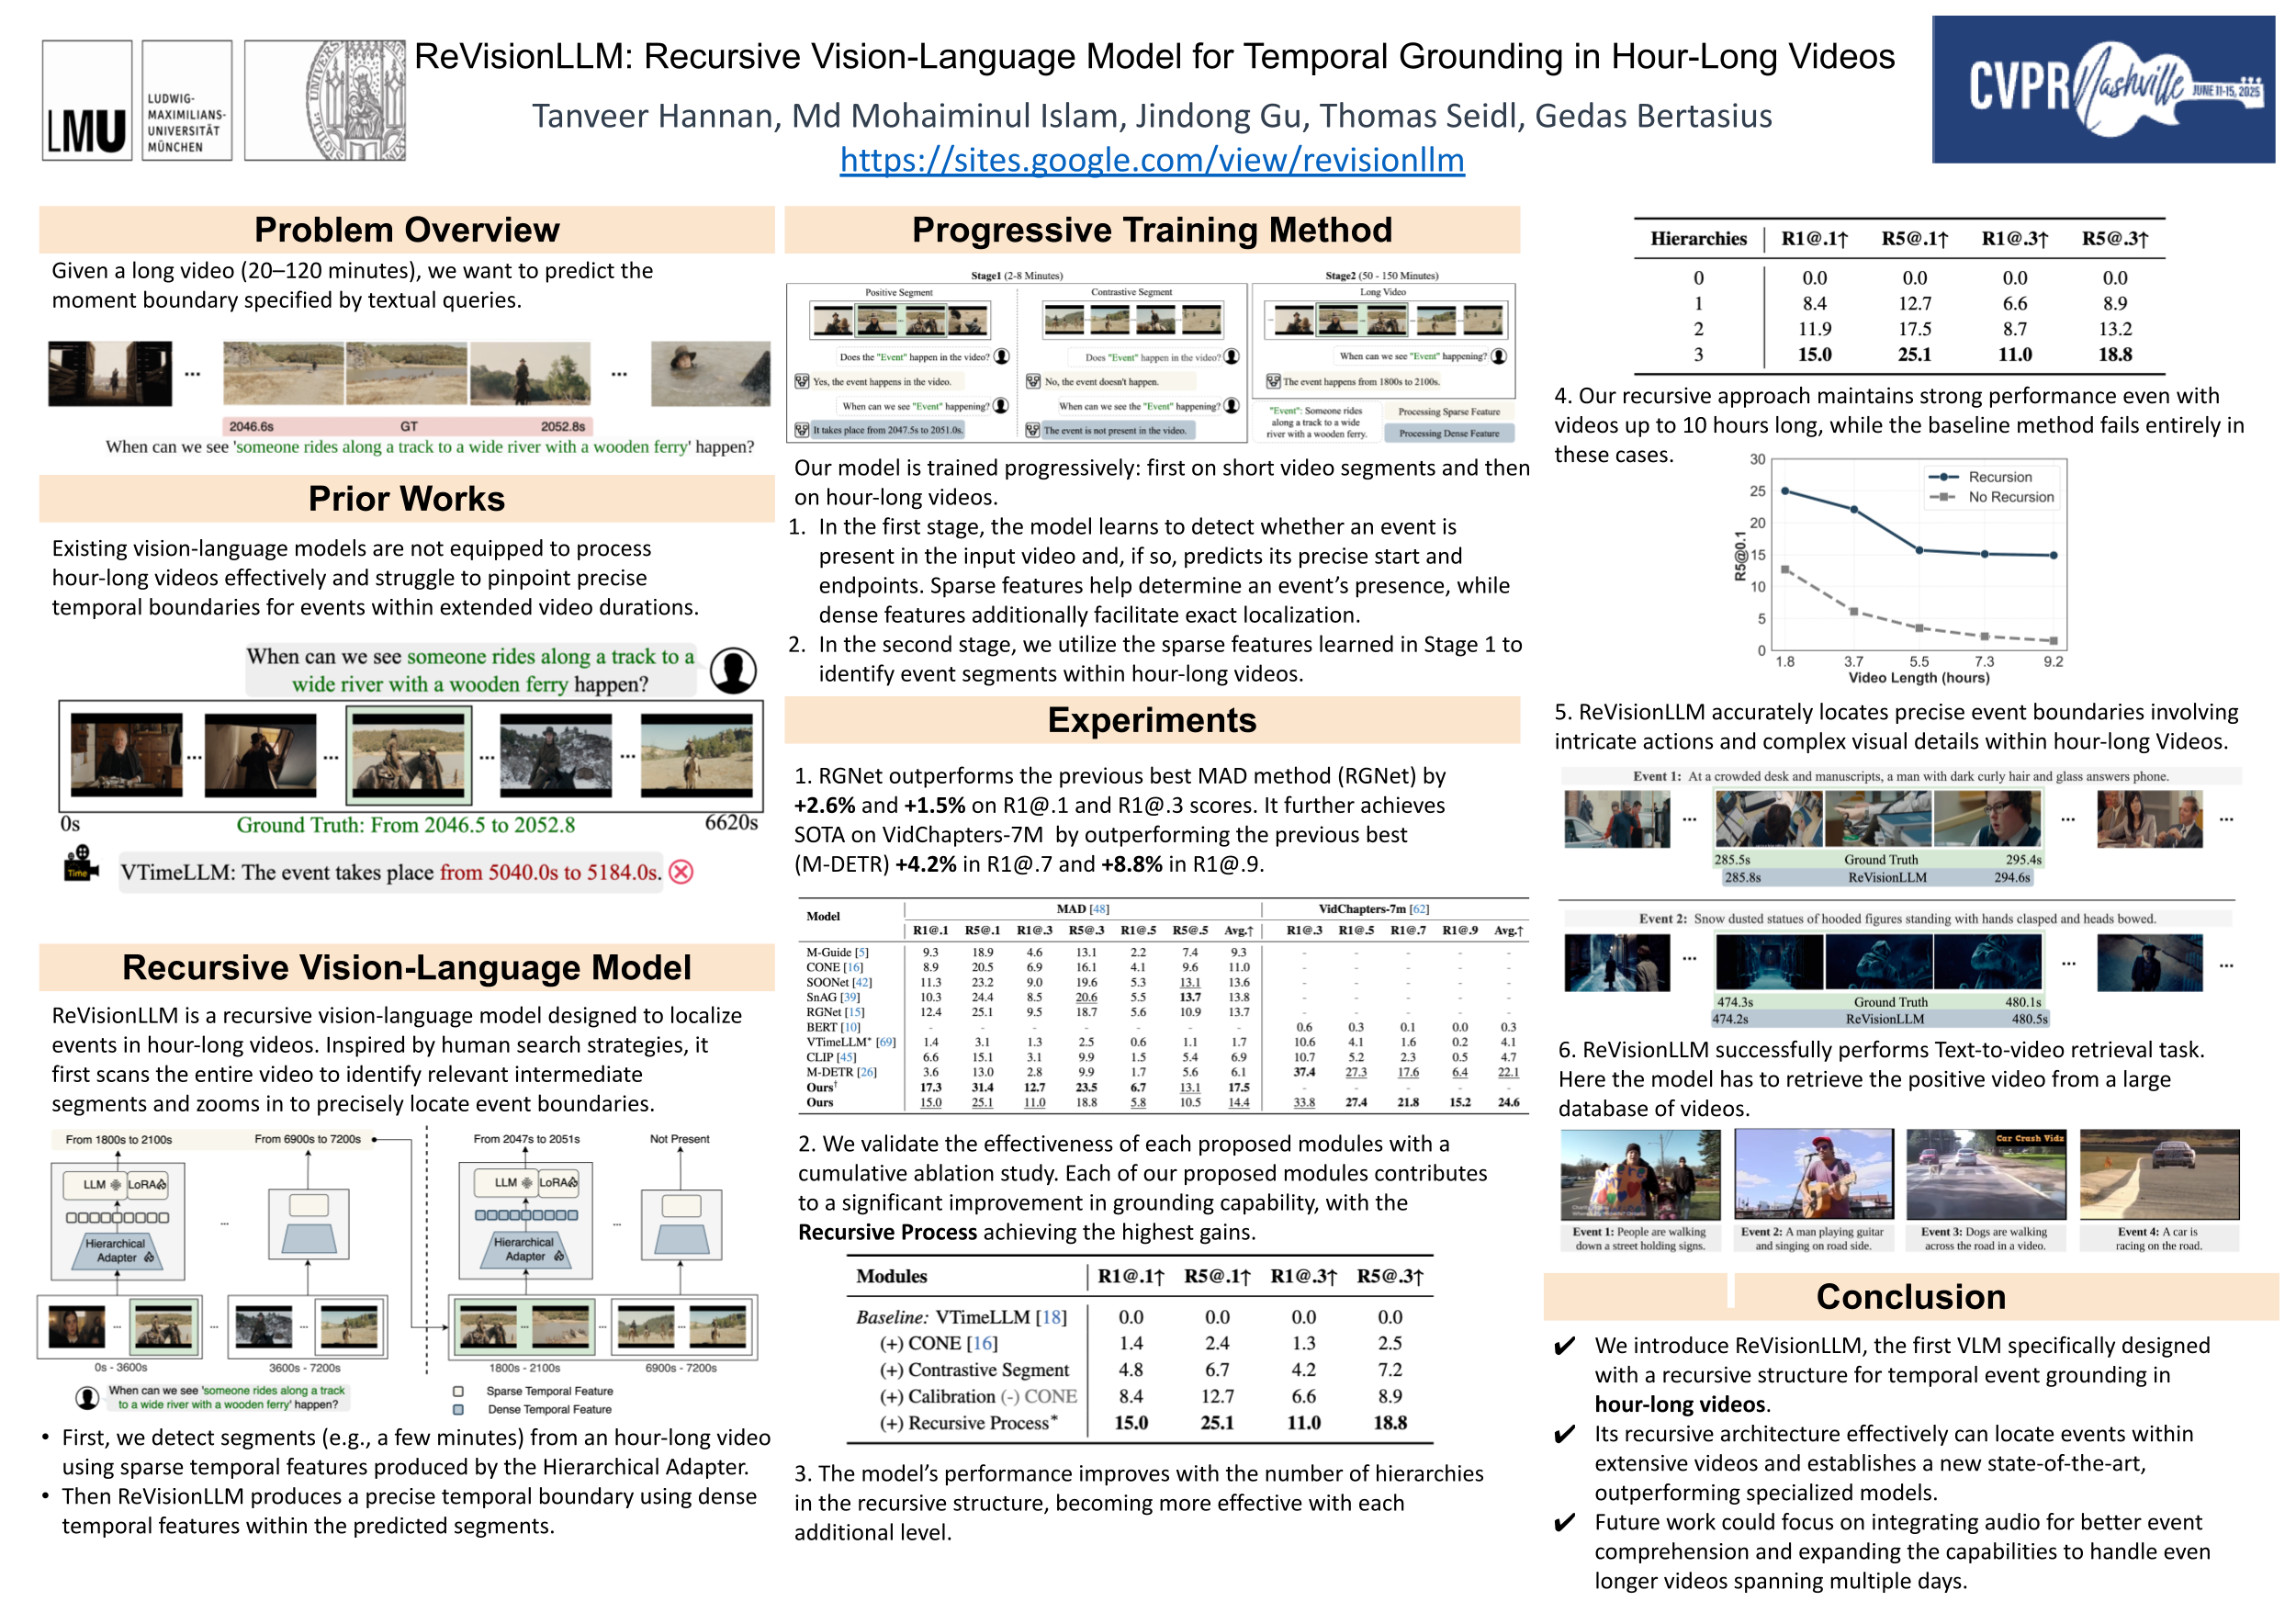 LMU
LUDWIG-
MAXIMILIANS-
UNIVERSITÄT
MÜNCHEN
ReVisionLLM: Recursive Vision-Language Model for Temporal Grounding in Hour-Long Videos
Tanveer Hannan, Md Mohaiminul Islam, Jindong Gu, Thomas Seidl, Gedas Bertasius
https://sites.google.com/view/revisionllm
CVPR Nashville JUNE 11-15, 2025
Problem Overview
Given a long video (20–120 minutes), we want to predict the
moment boundary specified by textual queries.
... ...
2046.6s GT 2052.8s
When can we see 'someone rides along a track to a wide river with a wooden ferry' happen?
Prior Works
Existing vision-language models are not equipped to process
hour-long videos effectively and struggle to pinpoint precise
temporal boundaries for events within extended video durations.
When can we see someone rides along a track to a
wide river with a wooden ferry happen?
... ... ... ...
0s Ground Truth: From 2046.5 to 2052.8 6620s
Time VTimeLLM: The event takes place from 5040.0s to 5184.0s.
Recursive Vision-Language Model
ReVisionLLM is a recursive vision-language model designed to localize
events in hour-long videos. Inspired by human search strategies, it
first scans the entire video to identify relevant intermediate
segments and zooms in to precisely locate event boundaries.
From 1800s to 2100s From 6900s to 7200s From 2047s to 2051s Not Present
LLM LoRA LLM LoRA
... ...
Hierarchical
Adapter
Hierarchical
Adapter
... ... ... ... ... ...
0s - 3600s 3600s - 7200s 1800s - 2100s 6900s - 7200s
When can we see 'someone rides along a track
to a wide river with a wooden ferry' happen?
Sparse Temporal Feature
Dense Temporal Feature
• First, we detect segments (e.g., a few minutes) from an hour-long video
using sparse temporal features produced by the Hierarchical Adapter.
• Then ReVisionLLM produces a precise temporal boundary using dense
temporal features within the predicted segments.
Progressive Training Method
Stage1 (2-8 Minutes) Stage2 (50 - 150 Minutes)
Positive Segment Contrastive Segment Long Video
Does the "Event" happen in the video? Does "Event" happen in the video? When can we see "Event" happening?
Yes, the event happens in the video. No, the event doesn't happen. The event happens from 1800s to 2100s.
When can we see "Event" happening? When can we see the "Event" happening?
It takes place from 2047.5s to 2051.0s. The event is not present in the video.
"Event": Someone rides
along a track to a wide
river with a wooden ferry.
Processing Sparse Feature
Processing Dense Feature
Our model is trained progressively: first on short video segments and then
on hour-long videos.
1. In the first stage, the model learns to detect whether an event is
present in the input video and, if so, predicts its precise start and
endpoints. Sparse features help determine an event’s presence, while
dense features additionally facilitate exact localization.
2. In the second stage, we utilize the sparse features learned in Stage 1 to
identify event segments within hour-long videos.
Experiments
1. RGNet outperforms the previous best MAD method (RGNet) by
+2.6% and +1.5% on R1@.1 and R1@.3 scores. It further achieves
SOTA on VidChapters-7M by outperforming the previous best
(M-DETR) +4.2% in R1@.7 and +8.8% in R1@.9.
Model MAD [48] VidChapters-7m [62]
R1@.1 R5@.1 R1@.3 R5@.3 R1@.5 R5@.5 Avg.↑ R1@.3 R1@.5 R1@.7 R1@.9 Avg.↑
M-Guide [5] 9.3 18.9 4.6 13.1 2.2 7.4 9.3 - - - - -
CONE [16] 8.9 20.5 6.9 16.1 4.1 9.6 11.0 - - - - -
SOONet [42] 11.3 23.2 9.0 19.6 5.3 13.1 13.6 - - - - -
SnAG [39] 10.3 24.4 8.5 20.6 5.5 13.7 13.8 - - - - -
RGNet [15] 12.4 25.1 9.5 18.7 5.6 10.9 13.7 - - - - -
BERT [10] - - - - - - - 0.6 0.3 0.1 0.0 0.3
VTimeLLM* [69] 1.4 3.1 1.3 2.5 0.6 1.1 1.7 10.6 4.1 1.6 0.2 4.1
CLIP [45] 6.6 15.1 3.1 9.9 1.5 5.4 6.9 10.7 5.2 2.3 0.5 4.7
M-DETR [26] 3.6 13.0 2.8 9.9 1.7 5.6 6.1 37.4 27.3 17.6 6.4 22.1
Ours† 17.3 31.4 12.7 23.5 6.7 13.1 17.5 - - - - -
Ours 15.0 25.1 11.0 18.8 5.8 10.5 14.4 33.8 27.4 21.8 15.2 24.6
2. We validate the effectiveness of each proposed modules with a
cumulative ablation study. Each of our proposed modules contributes
to a significant improvement in grounding capability, with the
Recursive Process achieving the highest gains.
Modules R1@.1↑ R5@.1↑ R1@.3↑ R5@.3↑
Baseline: VTimeLLM [18] 0.0 0.0 0.0 0.0
(+) CONE [16] 1.4 2.4 1.3 2.5
(+) Contrastive Segment 4.8 6.7 4.2 7.2
(+) Calibration (-) CONE 8.4 12.7 6.6 8.9
(+) Recursive Process* 15.0 25.1 11.0 18.8
3. The model’s performance improves with the number of hierarchies
in the recursive structure, becoming more effective with each
additional level.
Hierarchies R1@.1↑ R5@.1↑ R1@.3↑ R5@.3↑
0 0.0 0.0 0.0 0.0
1 8.4 12.7 6.6 8.9
2 11.9 17.5 8.7 13.2
3 15.0 25.1 11.0 18.8
4. Our recursive approach maintains strong performance even with
videos up to 10 hours long, while the baseline method fails entirely in
these cases.
30
25
20
15
10
5
0
R5@0.1
Recursion
No Recursion
1.8 3.7 5.5 7.3 9.2
Video Length (hours)
5. ReVisionLLM accurately locates precise event boundaries involving
intricate actions and complex visual details within hour-long Videos.
Event 1: At a crowded desk and manuscripts, a man with dark curly hair and glass answers phone.
... ... ...
285.5s Ground Truth 295.4s
285.8s ReVisionLLM 294.6s
Event 2: Snow dusted statues of hooded figures standing with hands clasped and heads bowed.
... ... ...
474.3s Ground Truth 480.1s
474.2s ReVisionLLM 480.5s
6. ReVisionLLM successfully performs Text-to-video retrieval task.
Here the model has to retrieve the positive video from a large
database of videos.
Car Crash Vidz
Event 1: People are walking
down a street holding signs.
Event 2: A man playing guitar
and singing on road side.
Event 3: Dogs are walking
across the road in a video.
Event 4: A car is
racing on the road.
Conclusion
✔ We introduce ReVisionLLM, the first VLM specifically designed
with a recursive structure for temporal event grounding in
hour-long videos.
✔ Its recursive architecture effectively can locate events within
extensive videos and establishes a new state-of-the-art,
outperforming specialized models.
✔ Future work could focus on integrating audio for better event
comprehension and expanding the capabilities to handle even
longer videos spanning multiple days.